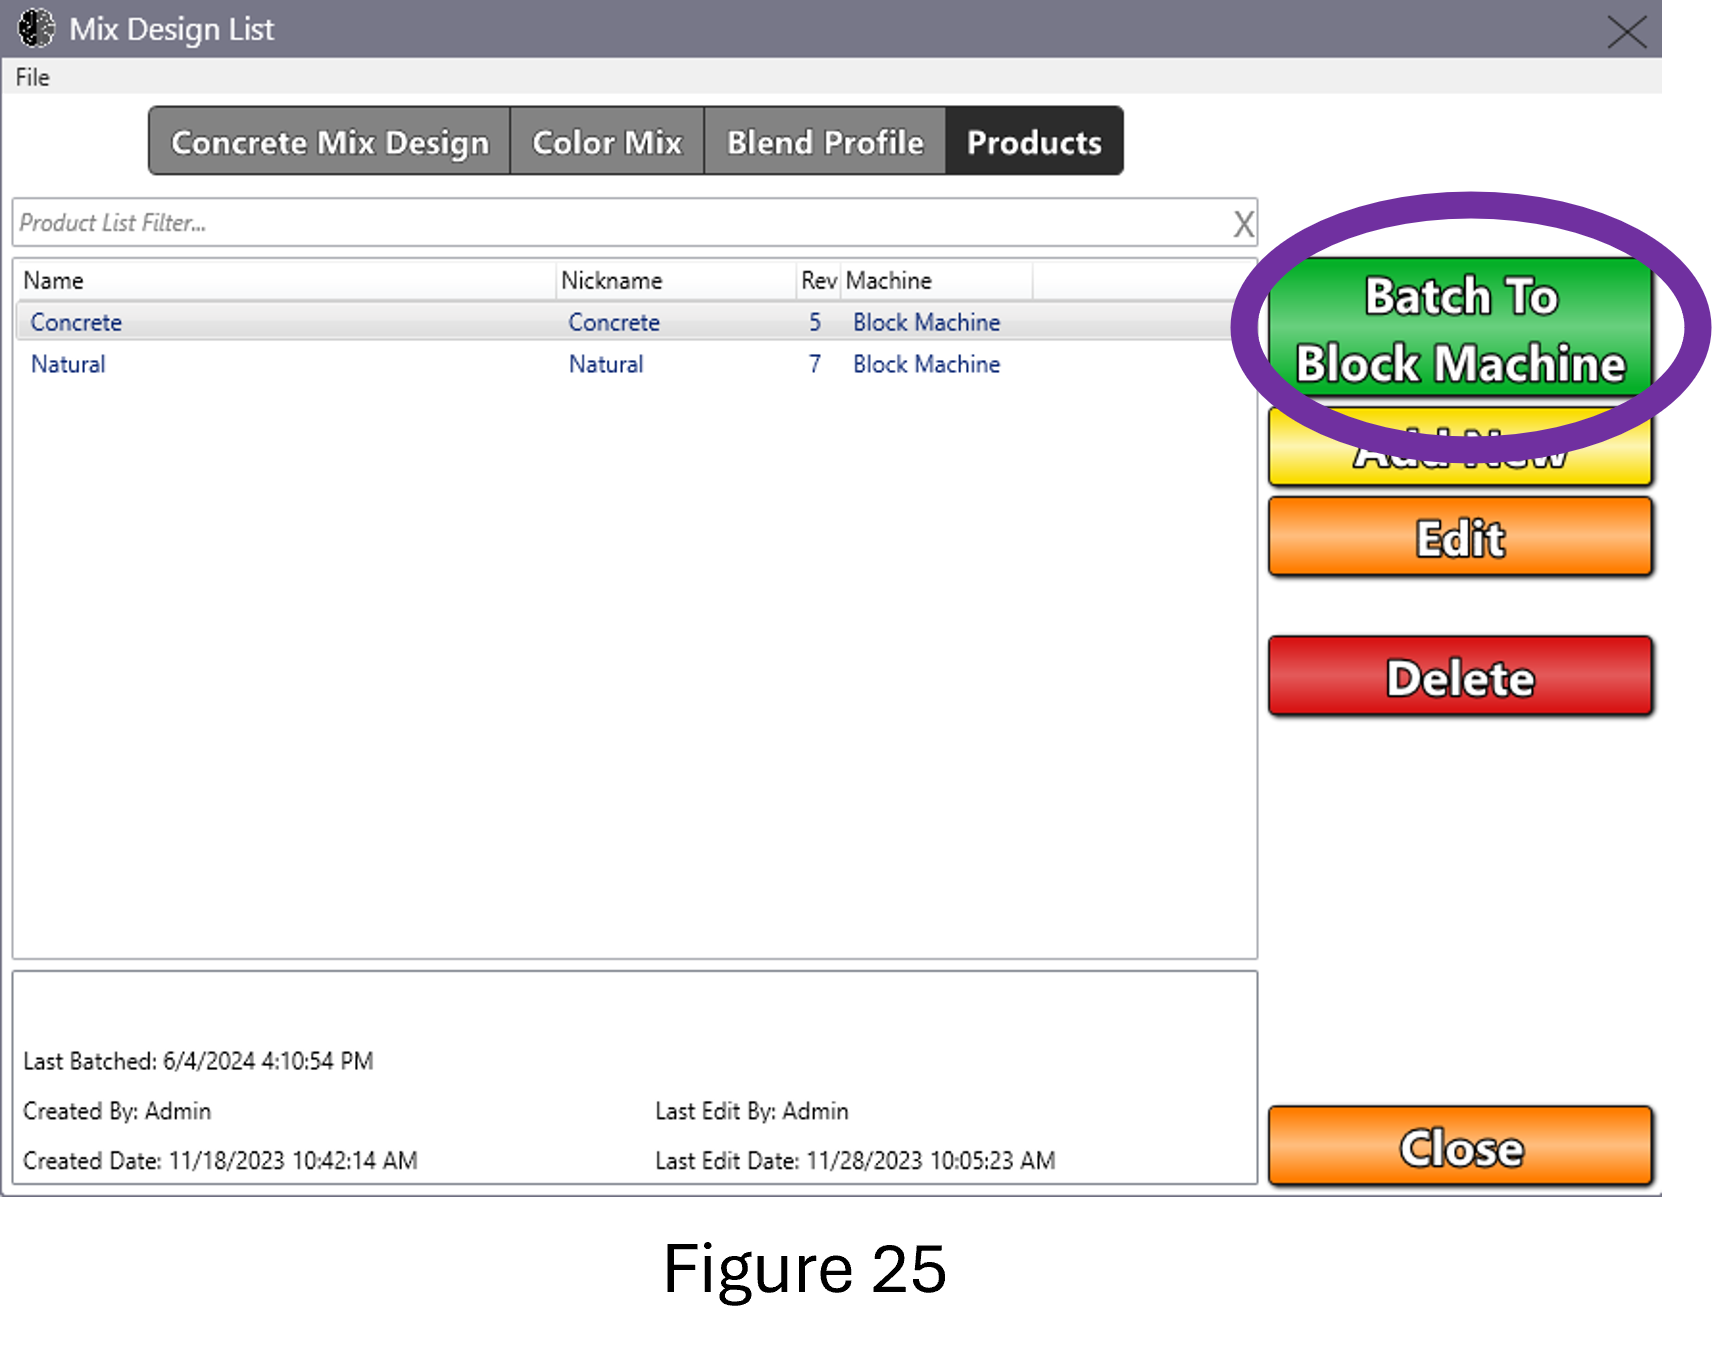 Mix Design List
File
Concrete Mix Design Color Mix Blend Profile Products
Product List Filter... X
Name Nickname Rev Machine
Concrete Concrete 5 Block Machine
Natural Natural 7 Block Machine
Batch To
Block Machine
Add New
Edit
Delete
Last Batched: 6/4/2024 4:10:54 PM
Created By: Admin Last Edit By: Admin
Created Date: 11/18/2023 10:42:14 AM Last Edit Date: 11/28/2023 10:05:23 AM
Close
Figure 25